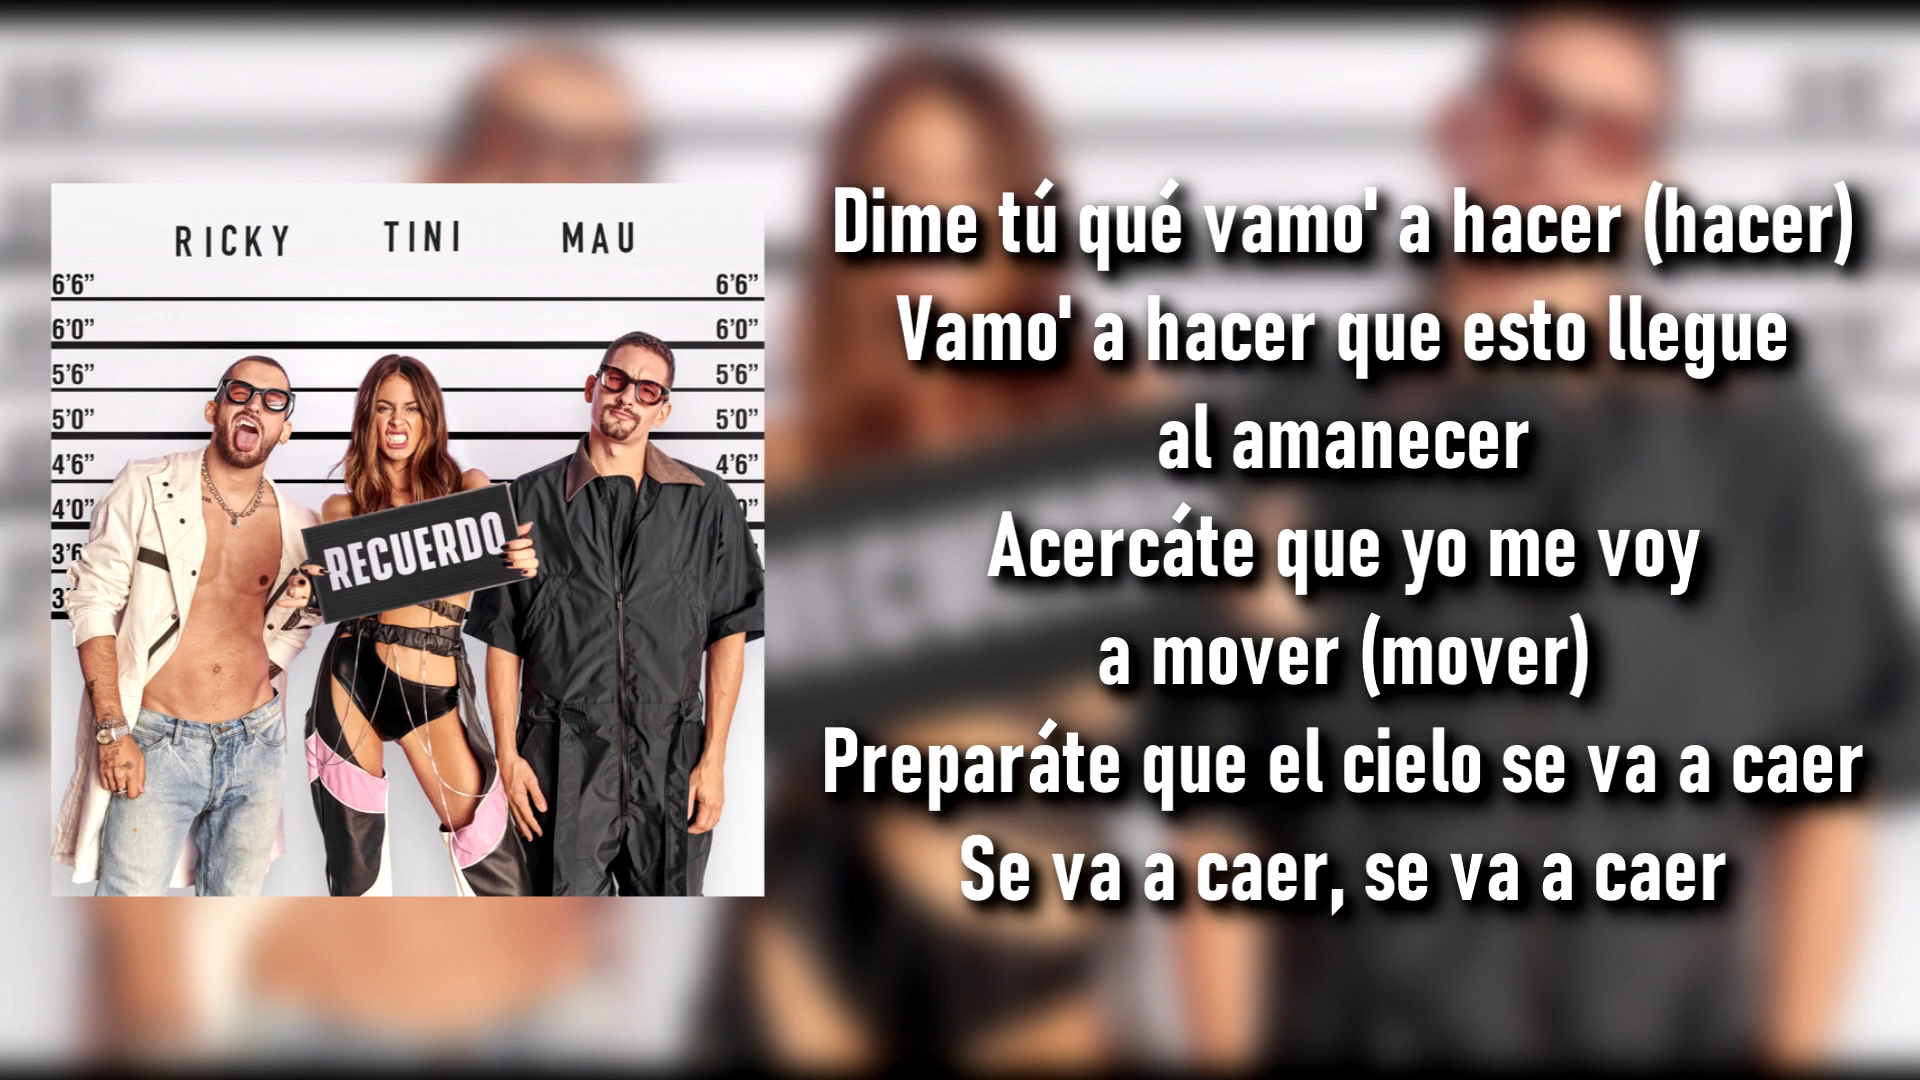 RICKY TINI MAU
6'6" 6'6"
6'0" 6'0"
5'6" 5'6"
5'0" 5'0"
4'6" 4'6"
4'0"
3'6
RECUERDO
Dime tú qué vamo' a hacer (hacer)
Vamo' a hacer que esto llegue
al amanecer
Acercáte que yo me voy
a mover (mover)
Preparáte que el cielo se va a caer
Se va a caer, se va a caer